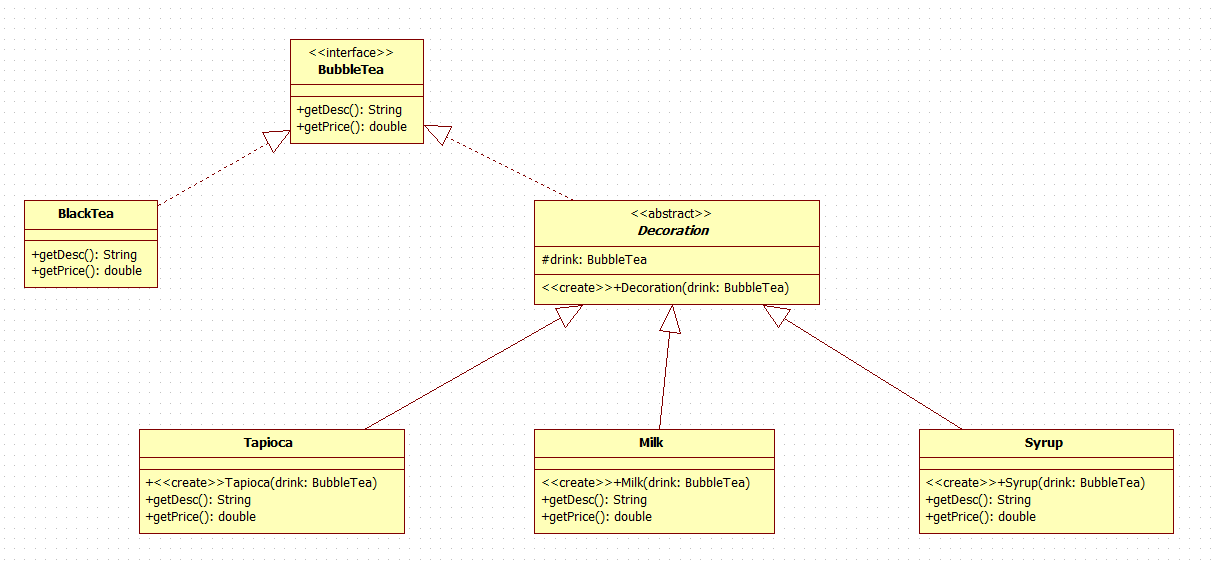 <<interface>>
BubbleTea
+getDesc(): String
+getPrice(): double
BlackTea
+getDesc(): String
+getPrice(): double
<<abstract>>
Decoration
#drink: BubbleTea
<<create>>+Decoration(drink: BubbleTea)
Tapioca
+<<create>>Tapioca(drink: BubbleTea)
+getDesc(): String
+getPrice(): double
Milk
<<create>>+Milk(drink: BubbleTea)
+getDesc(): String
+getPrice(): double
Syrup
<<create>>+Syrup(drink: BubbleTea)
+getDesc(): String
+getPrice(): double